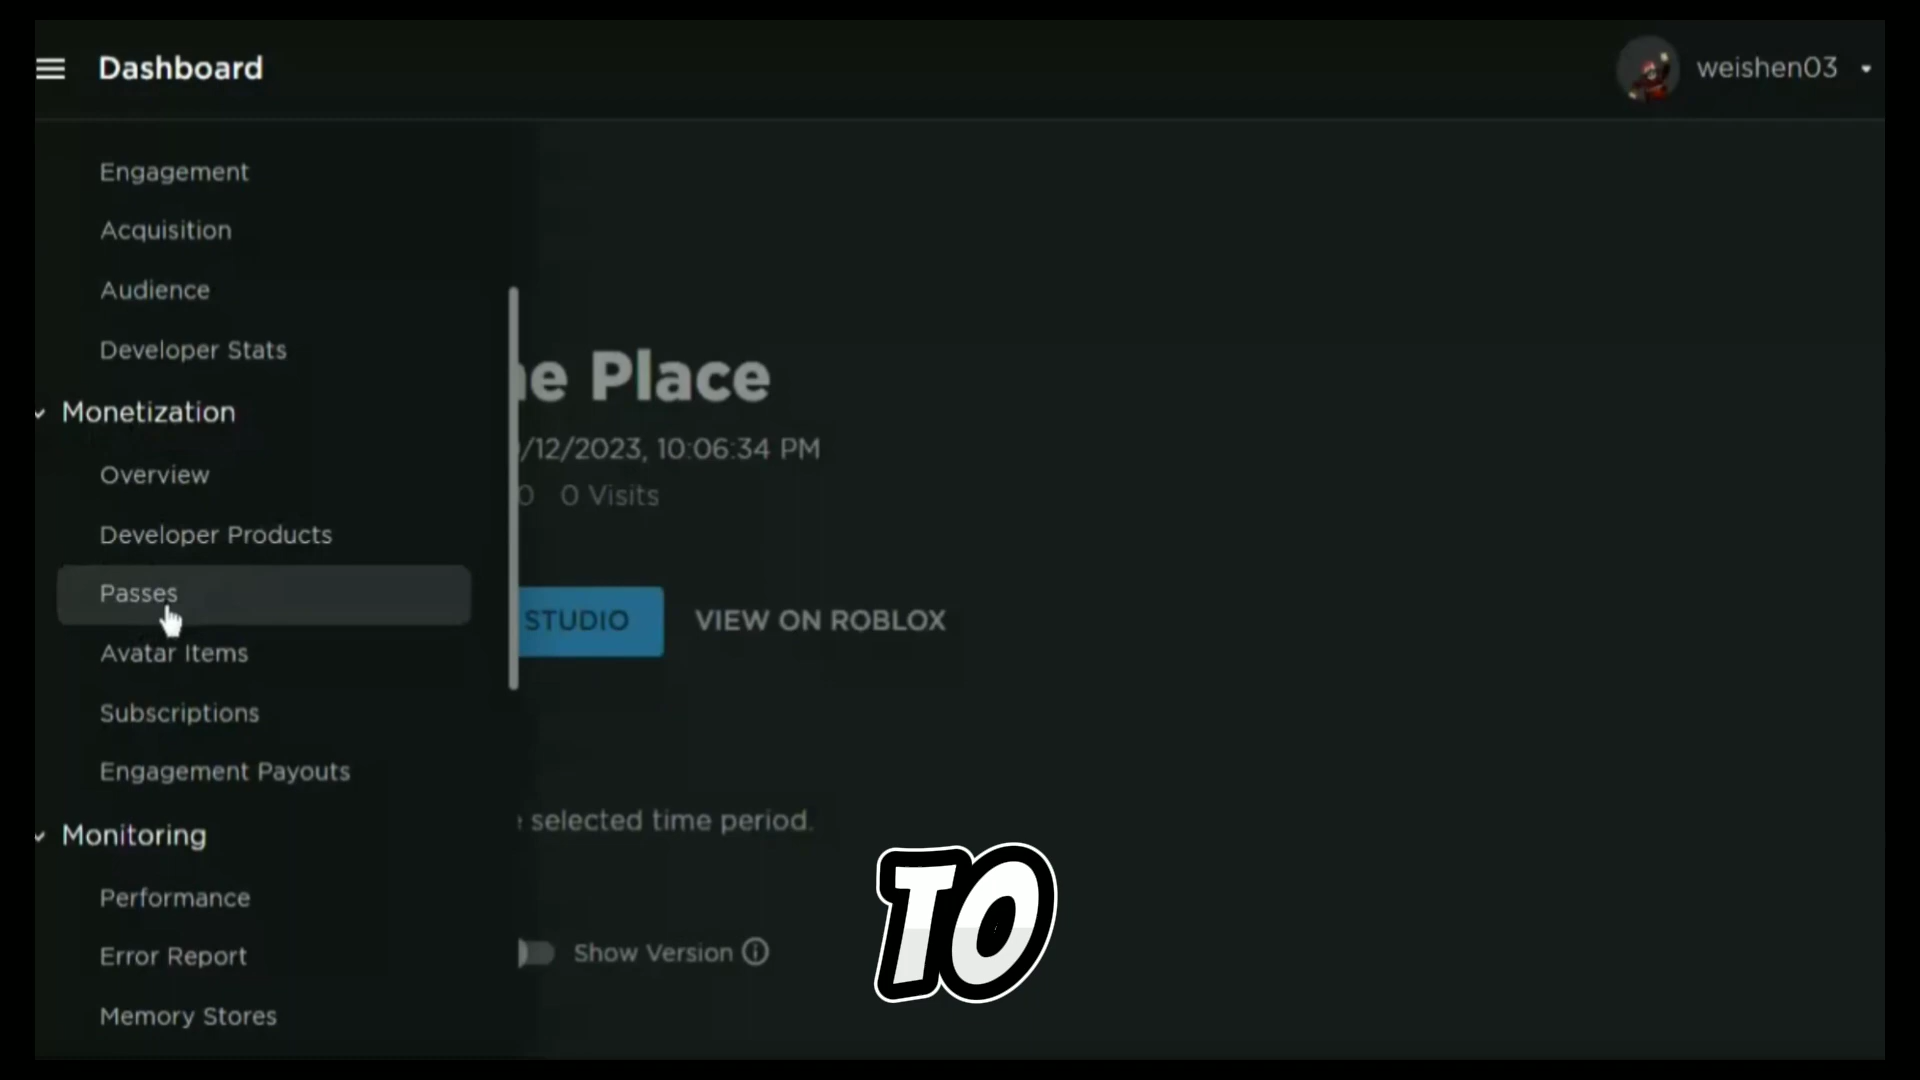 Dashboard
weishen03
Engagement
Acquisition
Audience
Developer Stats
Monetization
Overview
Developer Products
Passes
Avatar Items
Subscriptions
Engagement Payouts
Monitoring
Performance
Error Report
Memory Stores
Place
/12/2023, 10:06:34 PM
0 0 Visits
STUDIO
VIEW ON ROBLOX
selected time period.
Show Version
TO